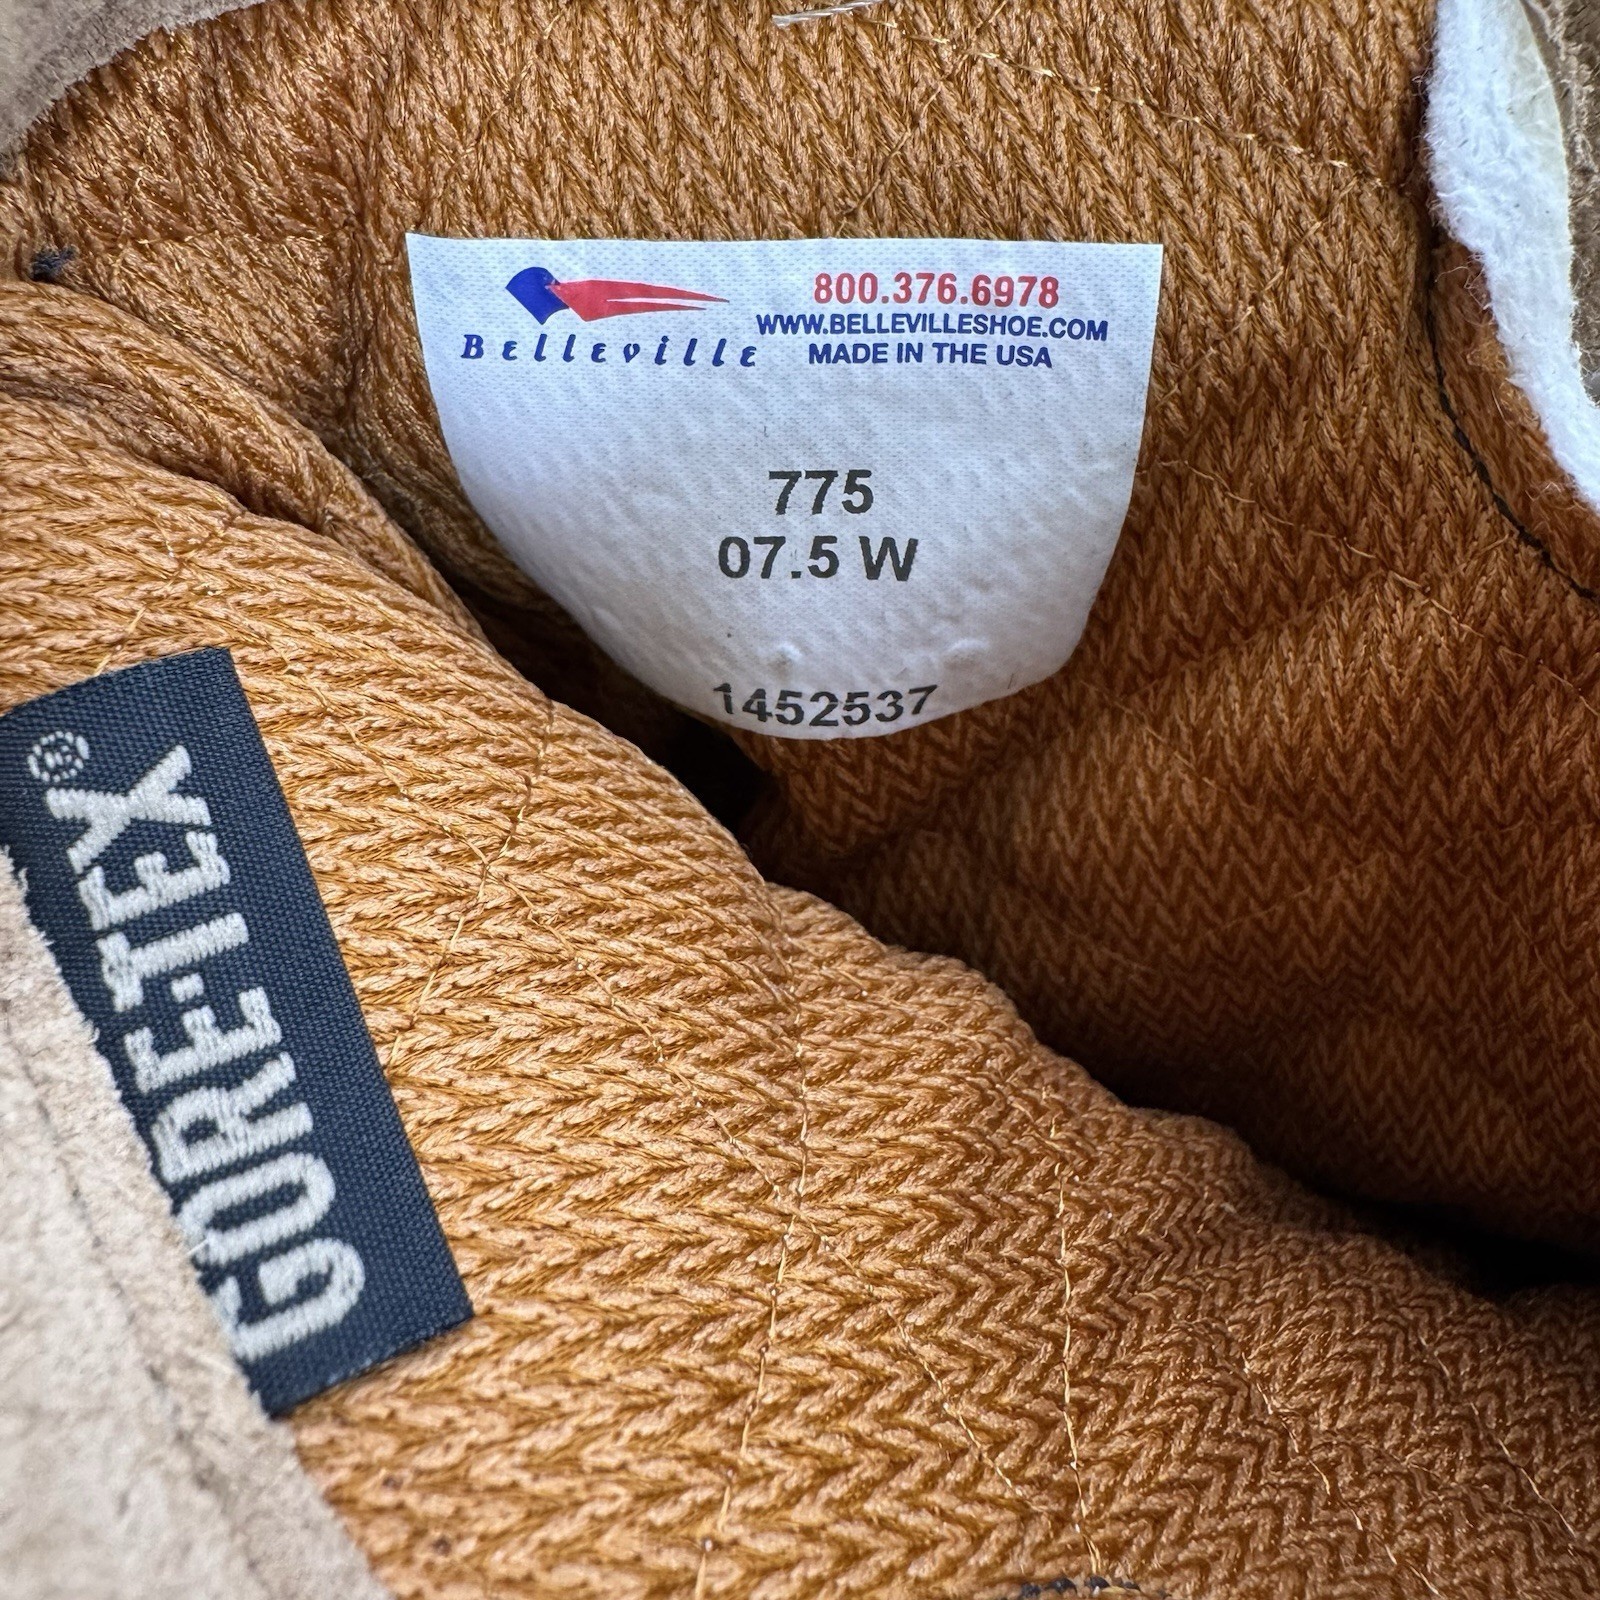 Belleville
800.376.6978
WWW.BELLEVILLESHOE.COM
MADE IN THE USA
775
07.5 W
1452537
GORE-TEX®